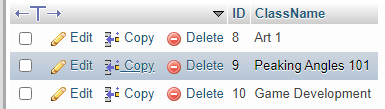 ID ClassName
Edit Copy Delete 8 Art 1
Edit Copy Delete 9 Peaking Angles 101
Edit Copy Delete 10 Game Development